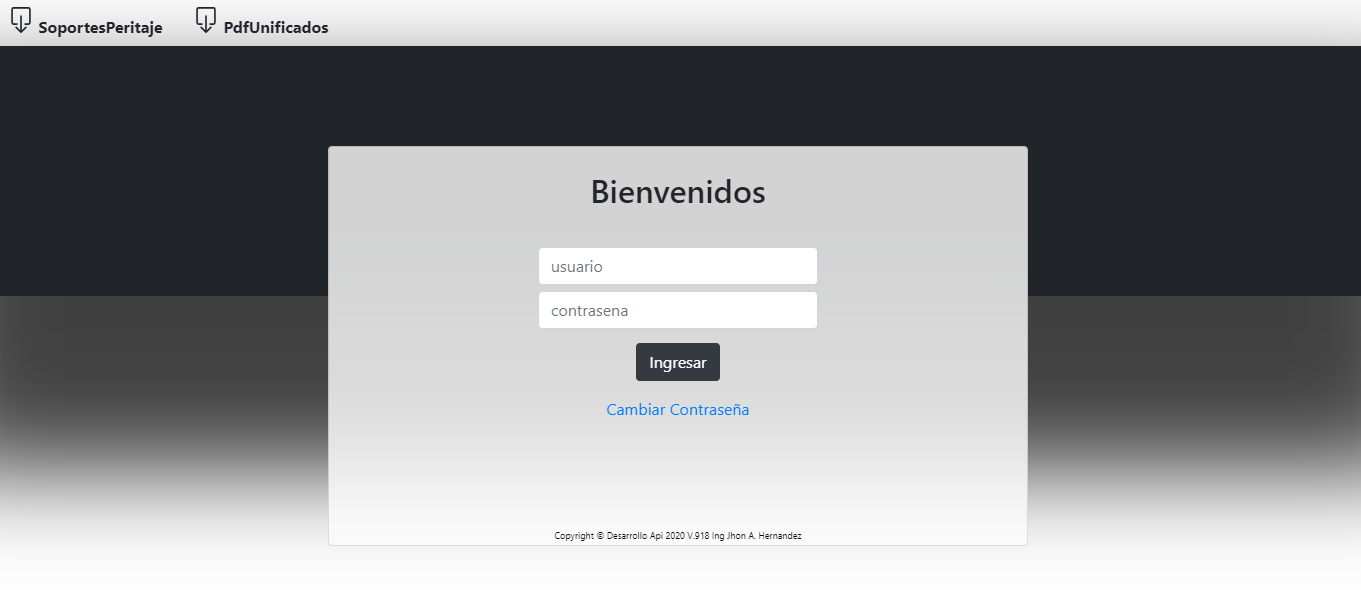 SoportesPeritaje PdfUnificados
Bienvenidos
usuario
contrasena
Ingresar
Cambiar Contraseña
Copyright © Desarrollo Api 2020 V.918 Ing Jhon A. Hernandez